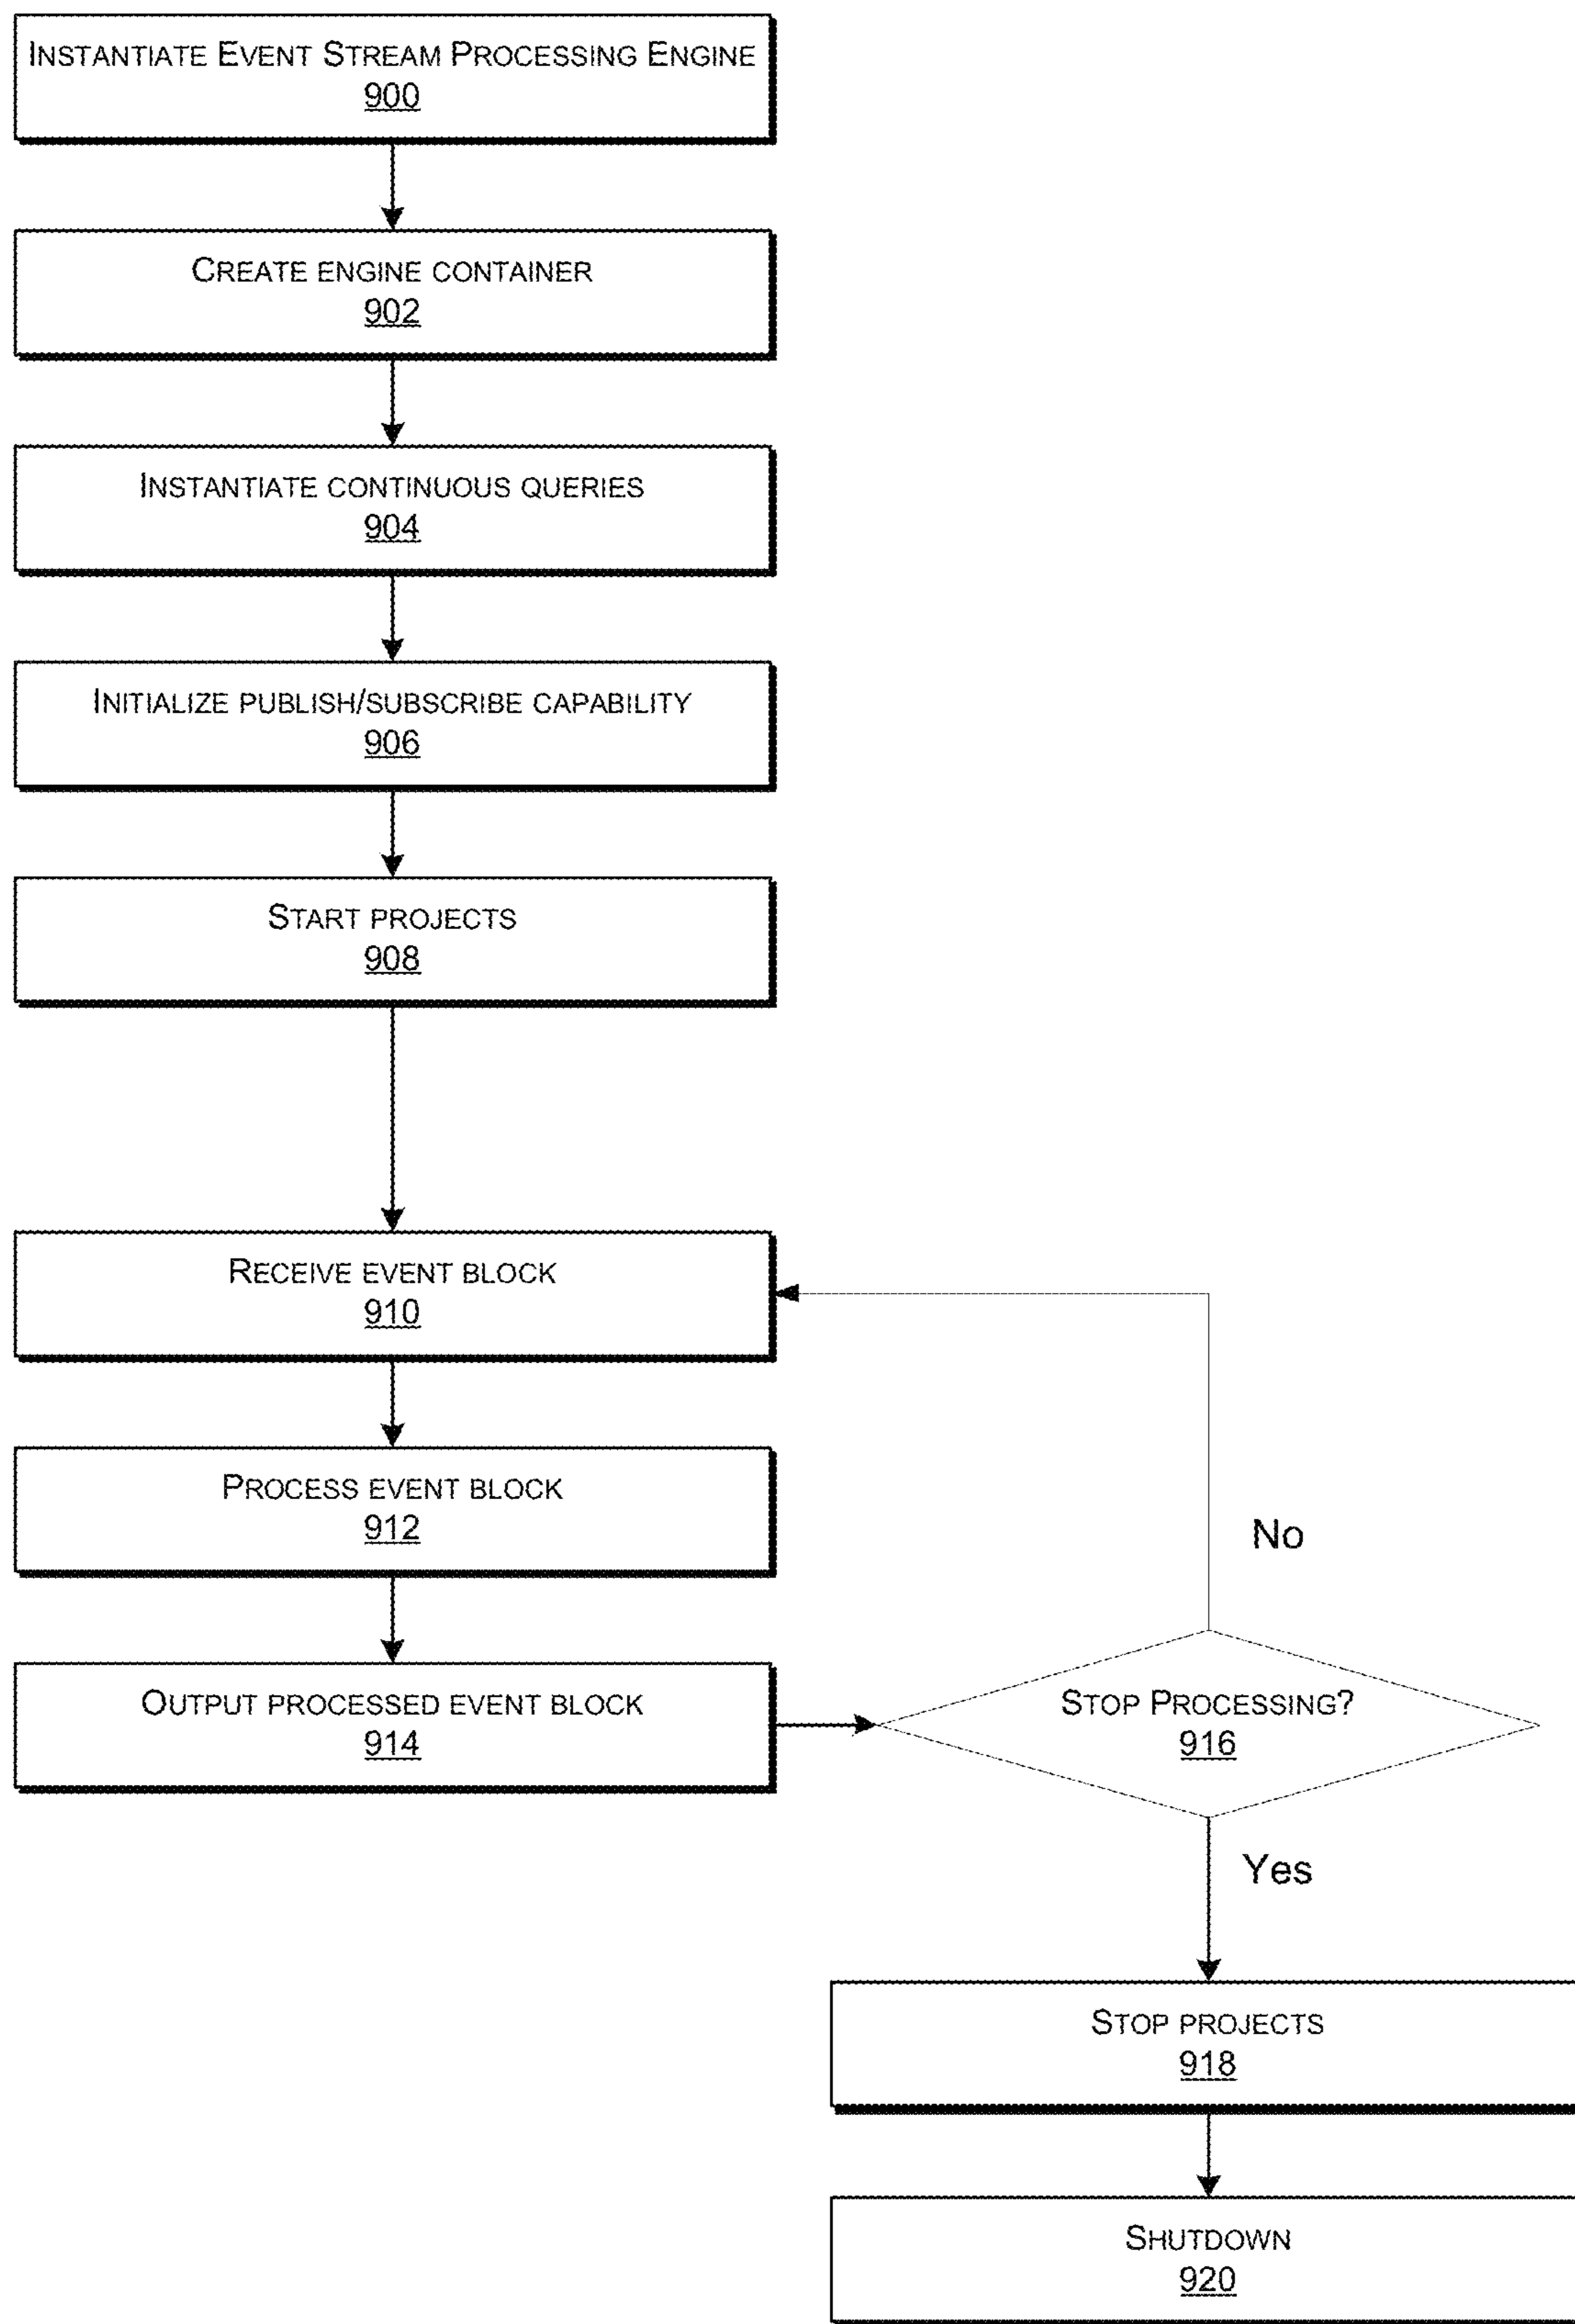 INSTANTIATE EVENT STREAM PROCESSING ENGINE
900
CREATE ENGINE CONTAINER
902
INSTANTIATE CONTINUOUS QUERIES
904
INITIALIZE PUBLISH/SUBSCRIBE CAPABILITY
906
START PROJECTS
908
RECEIVE EVENT BLOCK
910
PROCESS EVENT BLOCK
912
No
OUTPUT PROCESSED EVENT BLOCK
914
STOP PROCESSING?
916
Yes
STOP PROJECTS
918
SHUTDOWN
920